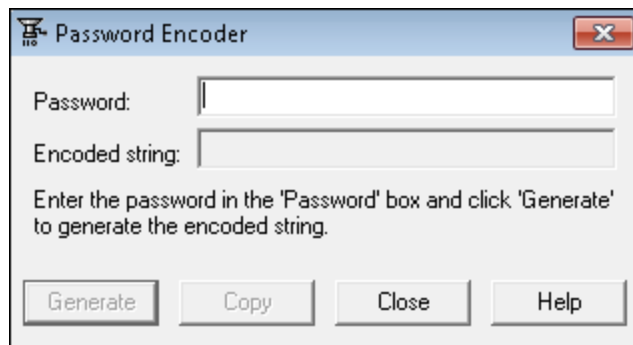 Password Encoder
Password:
Encoded string:
Enter the password in the 'Password' box and click 'Generate'
to generate the encoded string.
Generate Copy Close Help